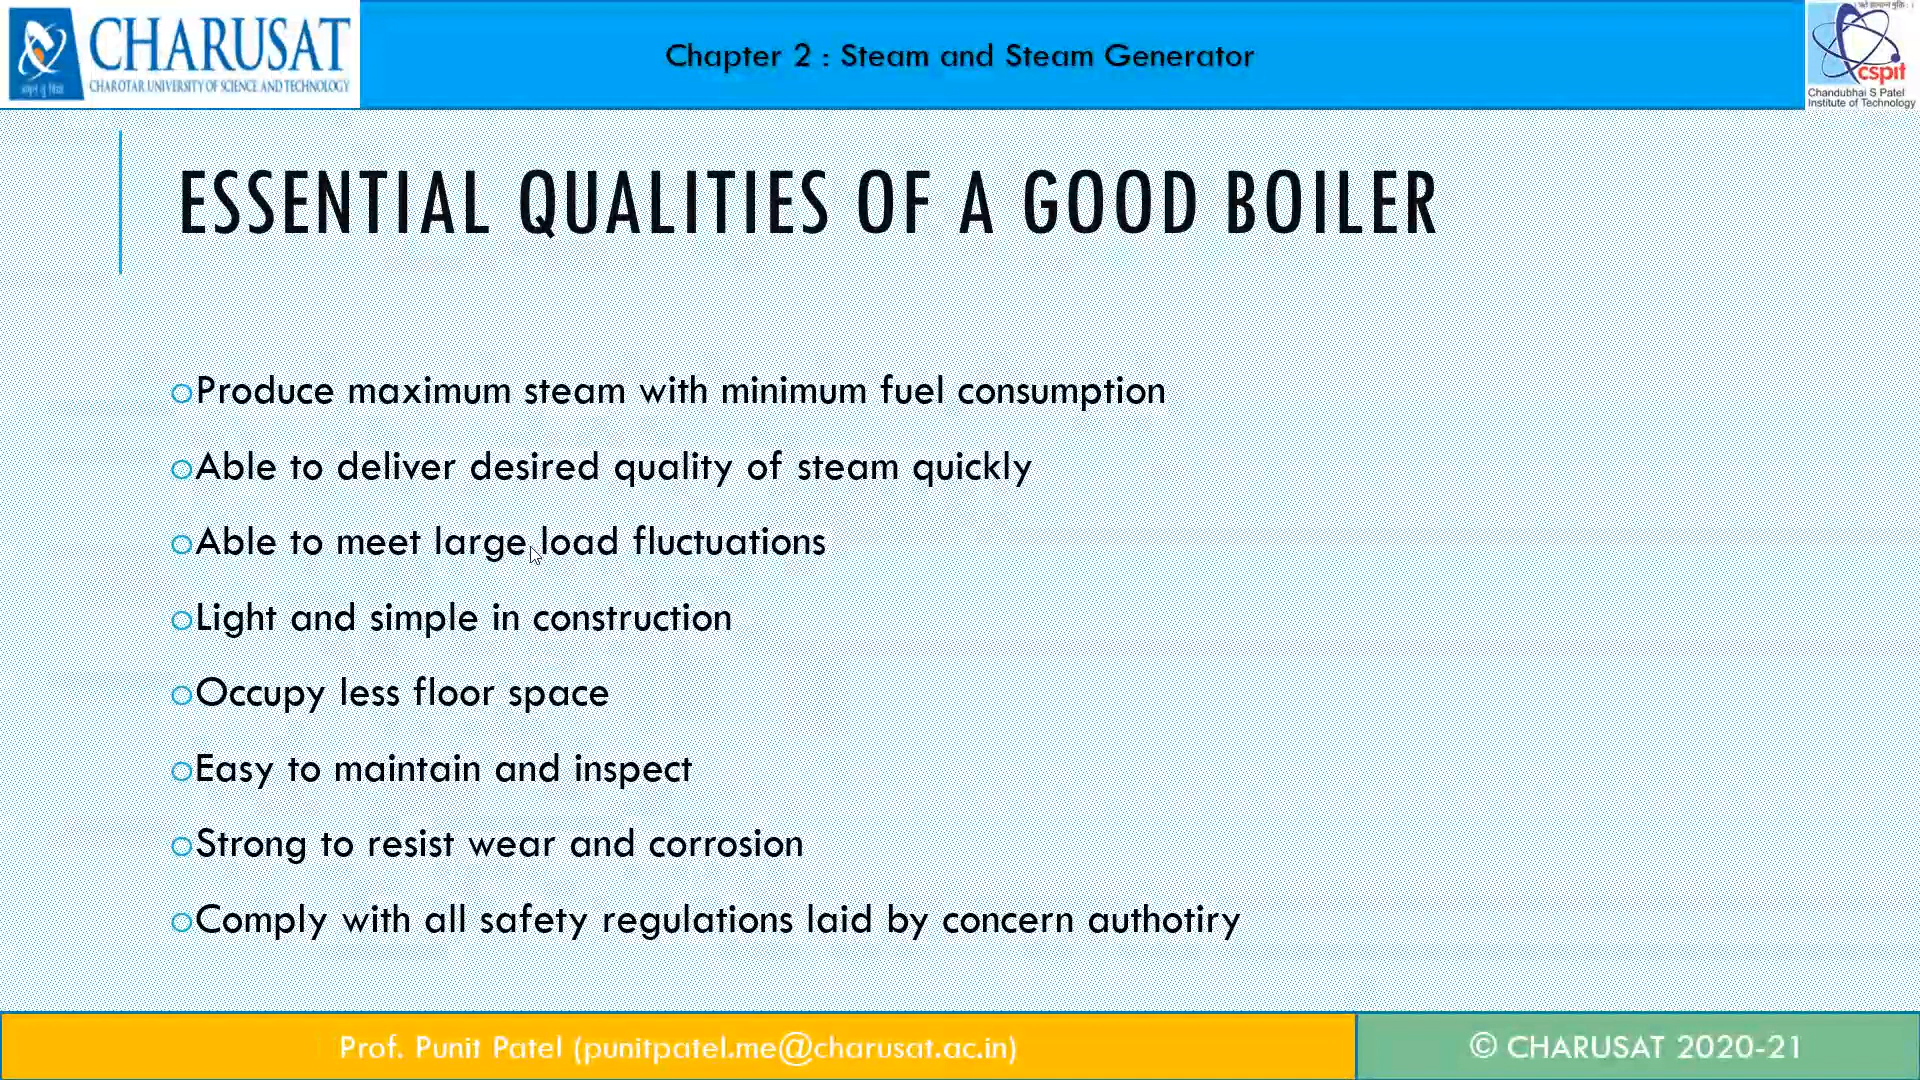 CHARUSAT
CHAROTAR UNIVERSITY OF SCIENCE AND TECHNOLOGY
Chapter 2 : Steam and Steam Generator
cspit
Chandubhai S Patel
Institute of Technology
ESSENTIAL QUALITIES OF A GOOD BOILER
Produce maximum steam with minimum fuel consumption
Able to deliver desired quality of steam quickly
Able to meet large load fluctuations
Light and simple in construction
Occupy less floor space
Easy to maintain and inspect
Strong to resist wear and corrosion
Comply with all safety regulations laid by concern authotiry
Prof. Punit Patel (punitpatel.me@charusat.ac.in)
© CHARUSAT 2020-21